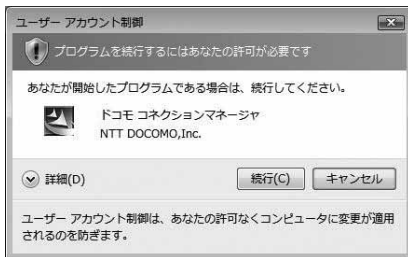 ユーザー アカウント制御
プログラムを続行するにはあなたの許可が必要です
あなたが開始したプログラムである場合は、続行してください。
ドコモ コネクションマネージャ
NTT DOCOMO,Inc.
詳細(D)
続行(C)
キャンセル
ユーザー アカウント制御は、あなたの許可なくコンピュータに変更が適用
されるのを防ぎます。